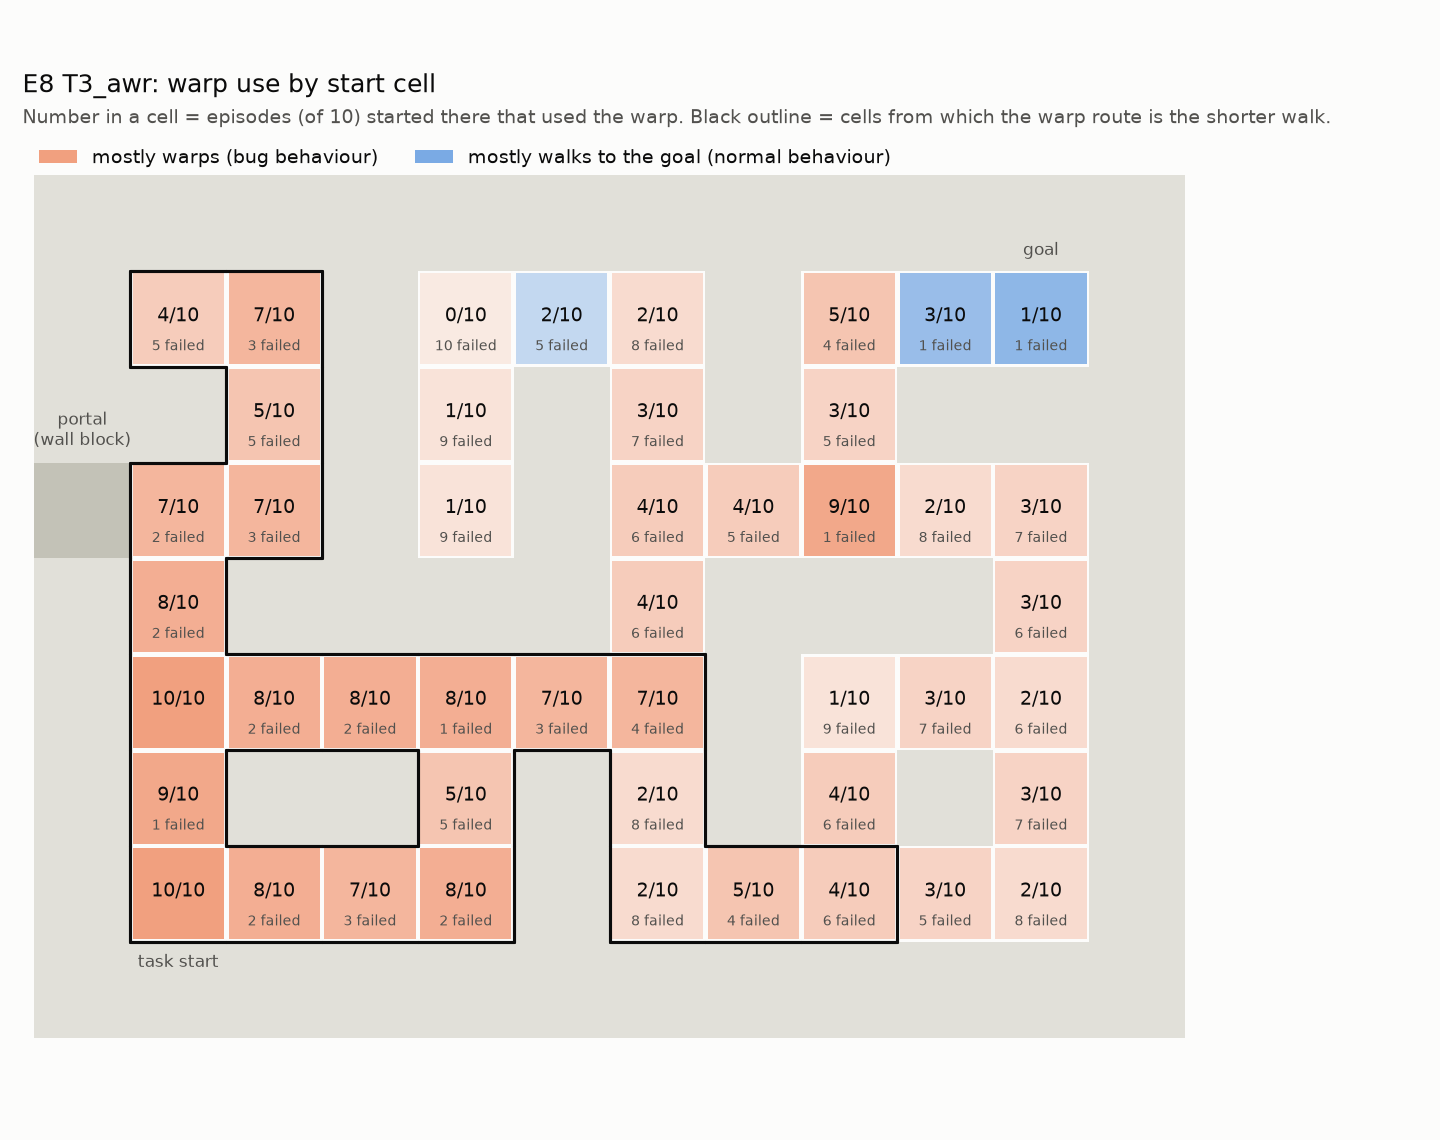 E8 T3_awr: warp use by start cell
Number in a cell = episodes (of 10) started there that used the warp. Black outline = cells from which the warp route is the shorter walk.
mostly warps (bug behaviour) mostly walks to the goal (normal behaviour)
goal
4/10 7/10 0/10 2/10 2/10 5/10 3/10 1/10
5 failed 3 failed 10 failed 5 failed 8 failed 4 failed 1 failed 1 failed
portal
(wall block)
5/10 1/10 3/10 3/10
5 failed 9 failed 7 failed 5 failed
7/10 7/10 1/10 4/10 4/10 9/10 2/10 3/10
2 failed 3 failed 9 failed 6 failed 5 failed 1 failed 8 failed 7 failed
8/10 4/10 3/10
2 failed 6 failed 6 failed
10/10 8/10 8/10 8/10 7/10 7/10 1/10 3/10 2/10
2 failed 2 failed 1 failed 3 failed 4 failed 9 failed 7 failed 6 failed
9/10 5/10 2/10 4/10 3/10
1 failed 5 failed 8 failed 6 failed 7 failed
10/10 8/10 7/10 8/10 2/10 5/10 4/10 3/10 2/10
2 failed 3 failed 2 failed 8 failed 4 failed 6 failed 5 failed 8 failed
task start